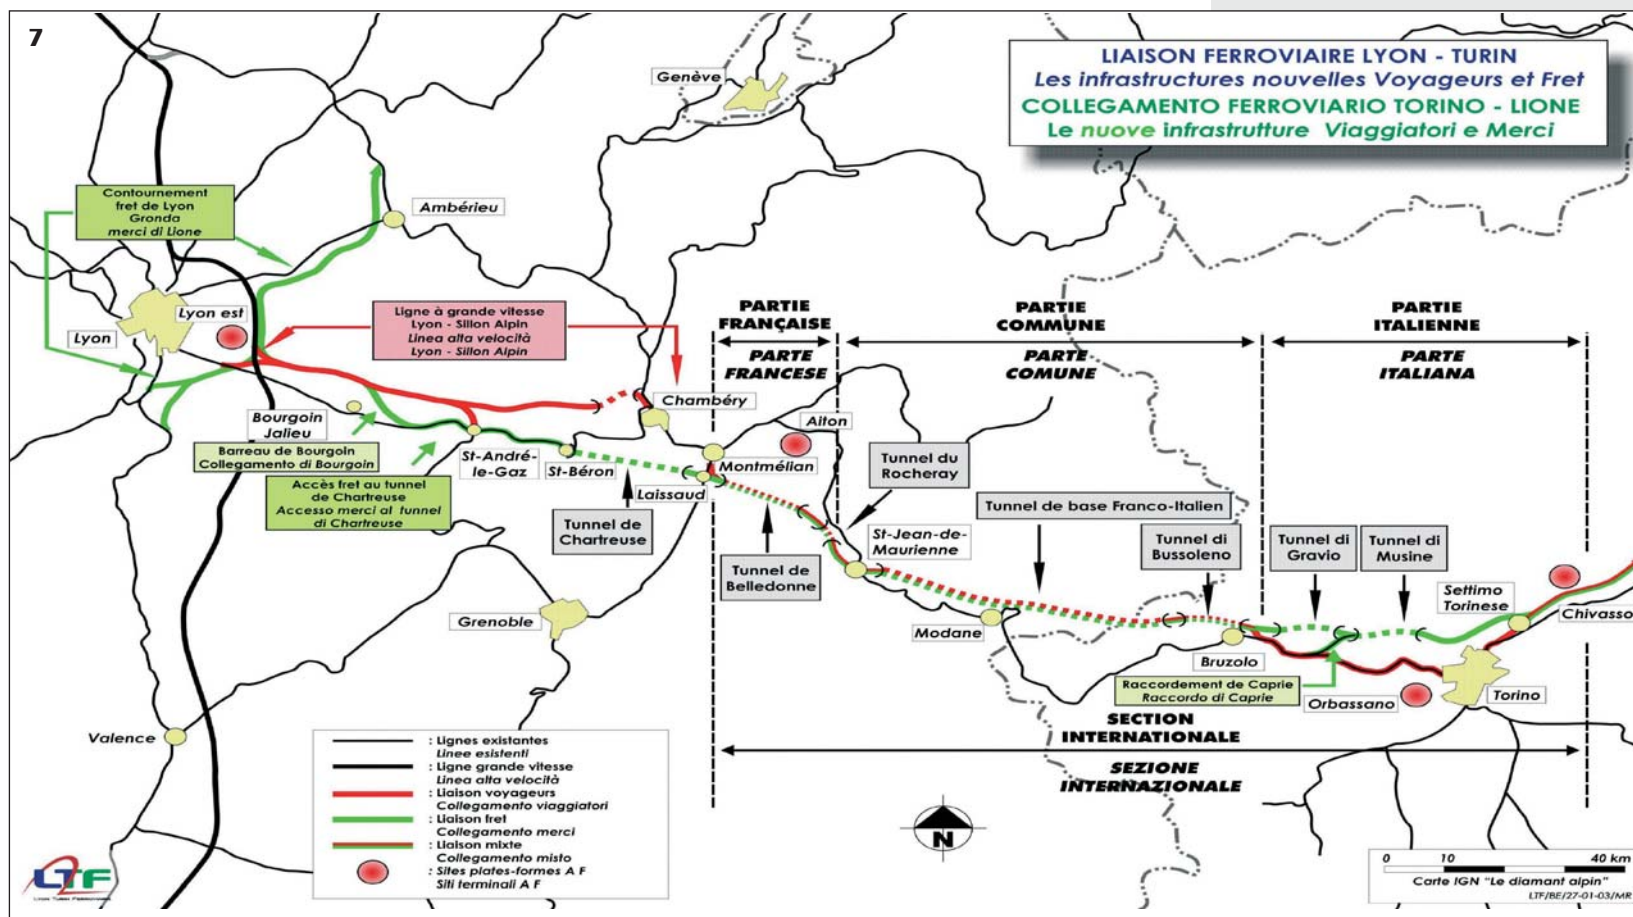 7
LIAISON FERROVIAIRE LYON - TURIN
Les infrastructures nouvelles Voyageurs et Fret
COLLEGAMENTO FERROVIARIO TORINO - LIONE
Le nuove infrastrutture Viaggiatori e Merci
Genève
Contournement
fret de Lyon
Gronda
merci di Lione
Ambérieu
Lyon est
Lyon
Ligne à grande vitesse
Lyon - Sillon Alpin
Linea alta velocità
Lyon - Sillon Alpin
PARTIE
FRANÇAISE
PARTE
FRANCESE
PARTIE
COMMUNE
PARTE
COMUNE
PARTIE
ITALIENNE
PARTE
ITALIANA
Chambéry
Aiton
Bourgoin
Jalieu
Barreau de Bourgoin
Collegamento di Bourgoin
St-André-
le-Gaz
St-Béron
Montmélian
Laissaud
Accès fret au tunnel
de Chartreuse
Accesso merci al tunnel
di Chartreuse
Tunnel de
Chartreuse
Tunnel du
Rocheray
Tunnel de base Franco-Italien
St-Jean-de-
Maurienne
Tunnel di
Bussoleno
Tunnel di
Gravio
Tunnel di
Musine
Tunnel de
Belledonne
Settimo
Torinese
Chivasso
Grenoble
Modane
Bruzolo
Raccordement de Caprie
Raccordo di Caprie
Orbassano
Torino
Valence
SECTION
INTERNATIONALE
SEZIONE
INTERNAZIONALE
: Lignes existantes
Linee esistenti
: Ligne grande vitesse
Linea alta velocità
: Liaison voyageurs
Collegamento viaggiatori
: Liaison fret
Collegamento merci
: Liaison mixte
Collegamento misto
: Sites plates-formes A F
Siti terminali A F
N
0 10 40 km
Carte IGN "Le diamant alpin"
LTF/BE/27-01-03/MR
LTF
Lyon Turin Ferroviaire